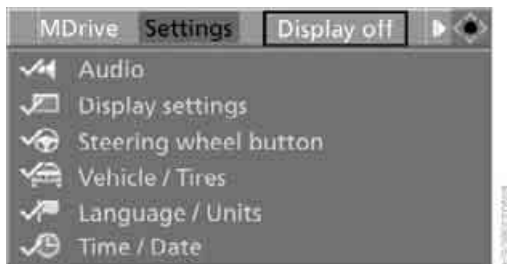 MDrive Settings Display off
Audio
Display settings
Steering wheel button
Vehicle / Tires
Language / Units
Time / Date